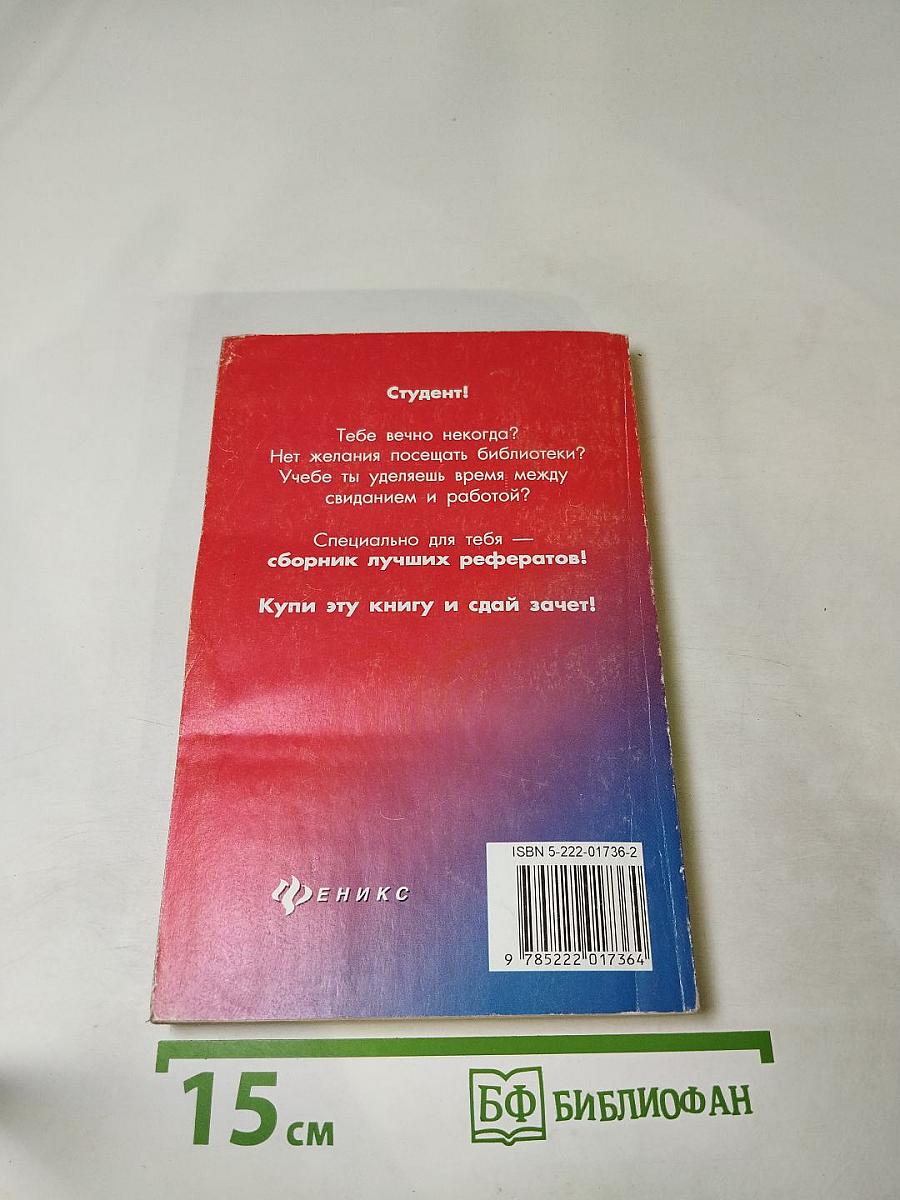 Студент!
Тебе вечно некогда?
Нет желания посещать библиотеки?
Учебе ты уделяешь время между
свиданием и работой?
Специально для тебя —
сборник лучших рефератов!
Купи эту книгу и сдай зачет!
ISBN 5-222-01736-2
ФЕНИКС
9 785222 017364
15 см
БФ БИБЛИОФАН